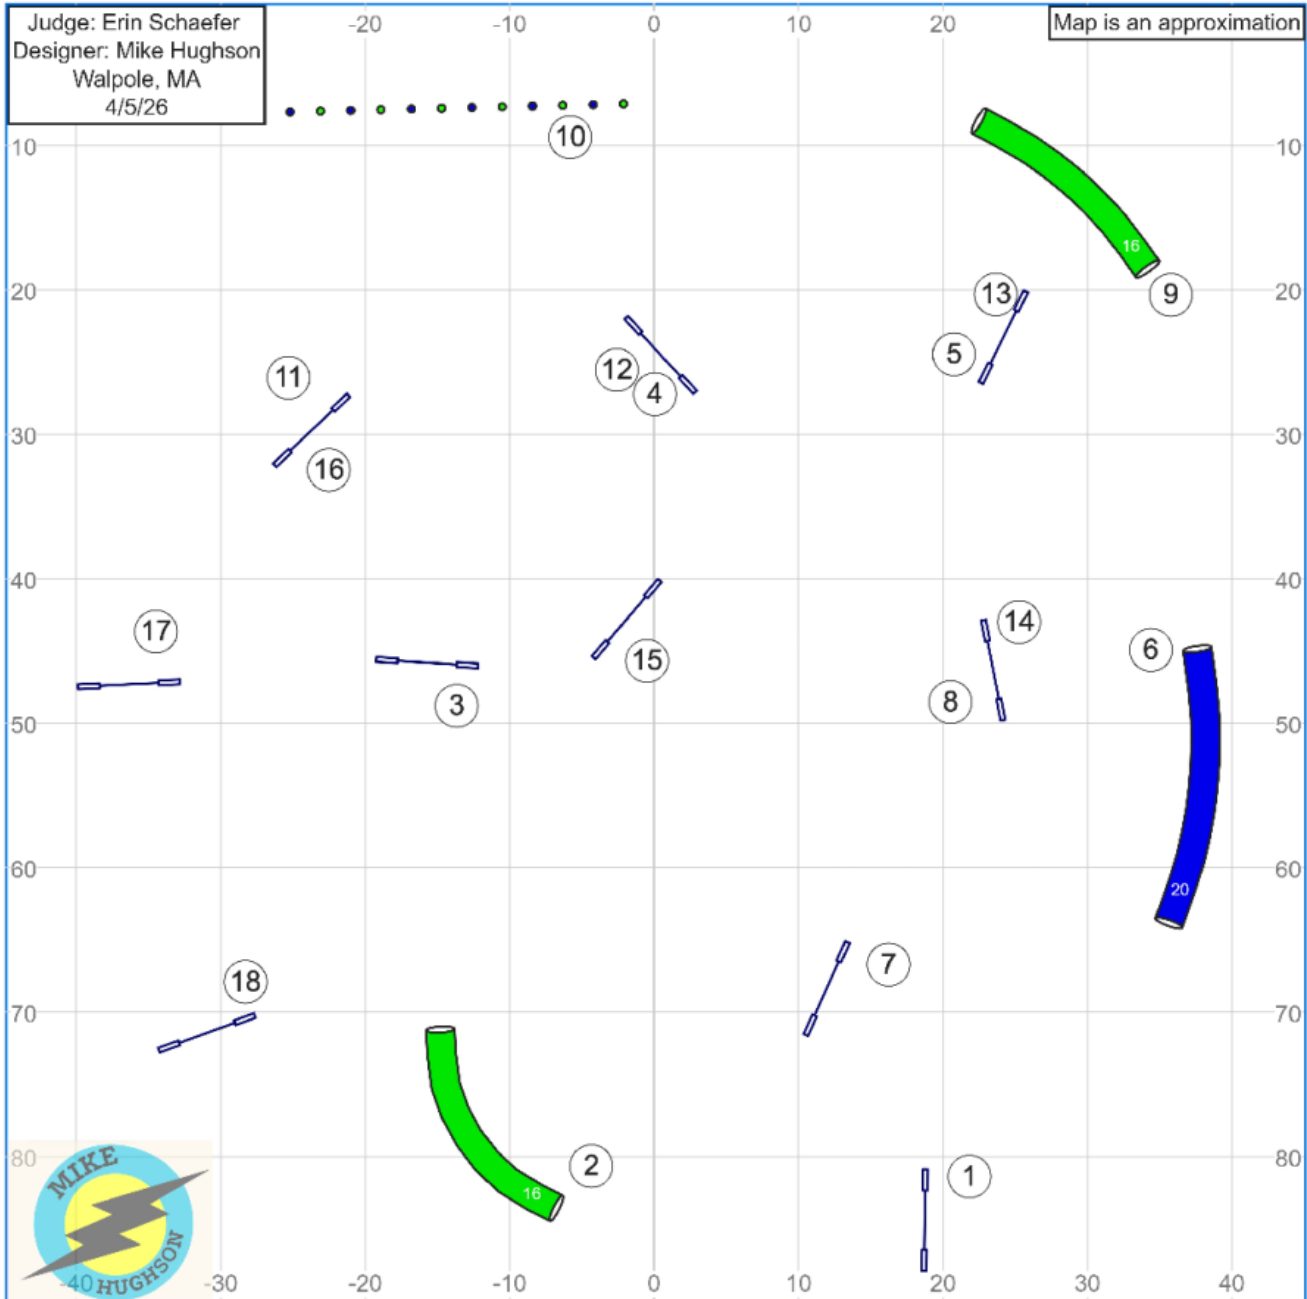 Judge: Erin Schaefer
Designer: Mike Hughson
Walpole, MA
4/5/26
-20 -10 0 10 20
Map is an approximation
10 10 10
16
13 9
20 20
12 4 5
11
30 30
16
40 40
17 15 14 6
3 8
50 50
60 60
20
18 7
70 70
2 1
80 80
16
MIKE
HUGHSON
-40 -30 -20 -10 0 10 20 30 40